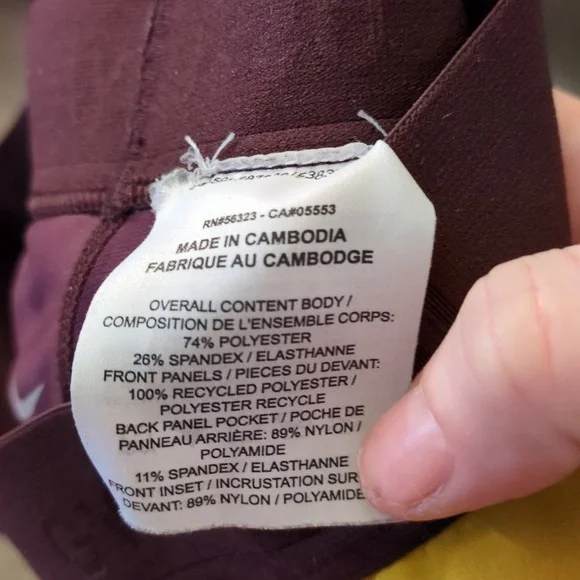 RN#56323 - CA#05553
MADE IN CAMBODIA
FABRIQUE AU CAMBODGE
OVERALL CONTENT BODY /
COMPOSITION DE L'ENSEMBLE CORPS:
74% POLYESTER
26% SPANDEX / ELASTHANNE
FRONT PANELS / PIECES DU DEVANT:
100% RECYCLED POLYESTER /
POLYESTER RECYCLE
BACK PANEL POCKET / POCHE DE
PANNEAU ARRIÈRE: 89% NYLON /
POLYAMIDE
11% SPANDEX / ELASTHANNE
FRONT INSET / INCRUSTATION SUR
DEVANT: 89% NYLON / POLYAMIDE